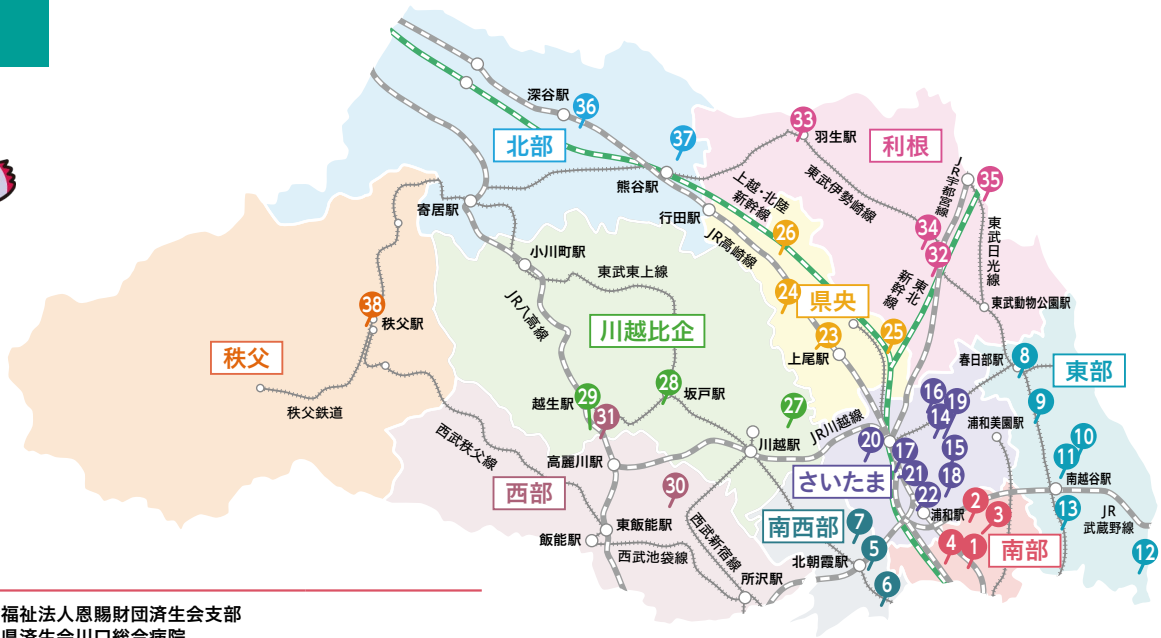 深谷駅
36
33
羽生駅
北部
37
利根
JR宇都宮線
35
熊谷駅
上越・北陸
新幹線
東武伊勢崎線
寄居駅
行田駅
34
東武日光線
26
JR高崎線
32
小川町駅
東武東上線
東北
新幹線
24
県央
38
秩父駅
JR八高線
東武動物公園駅
川越比企
23
25
上尾駅
秩父
春日部駅
8
東部
28
坂戸駅
16
19
29
越生駅
27
14
9
秩父鉄道
31
浦和美園駅
JR川越線
20
17
15
10
西武秩父線
川越駅
11
高麗川駅
21
18
さいたま
南越谷駅
西部
30
22
2
浦和駅
3
13
JR
武蔵野線
南西部
7
東飯能駅
飯能駅
西武新宿線
5
4
1
南部
12
西武池袋線
北朝霞駅
所沢駅
6
福祉法人恩賜財団済生会支部
県済生会川口総合病院